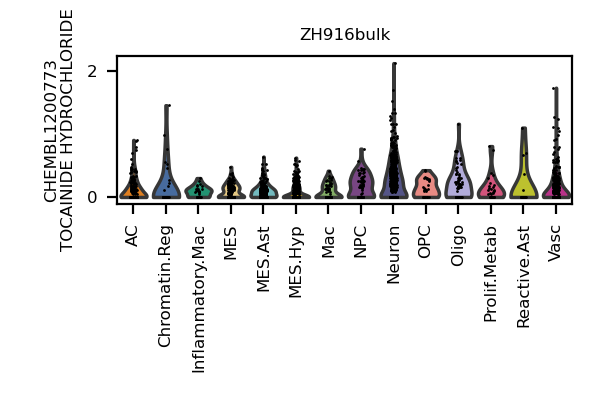 ZH916bulk
CHEMBL1200773
TOCAINIDE HYDROCHLORIDE
2
0
AC
Chromatin.Reg
Inflammatory.Mac
MES
MES.Ast
MES.Hyp
Mac
NPC
Neuron
OPC
Oligo
Prolif.Metab
Reactive.Ast
Vasc